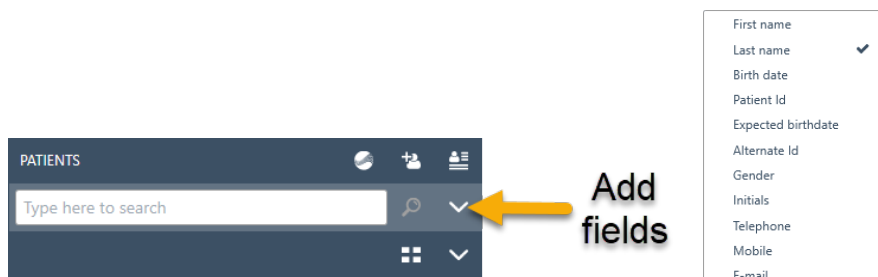 PATIENTS
Type here to search
Add
fields
First name
Last name
Birth date
Patient Id
Expected birthdate
Alternate Id
Gender
Initials
Telephone
Mobile
E-mail